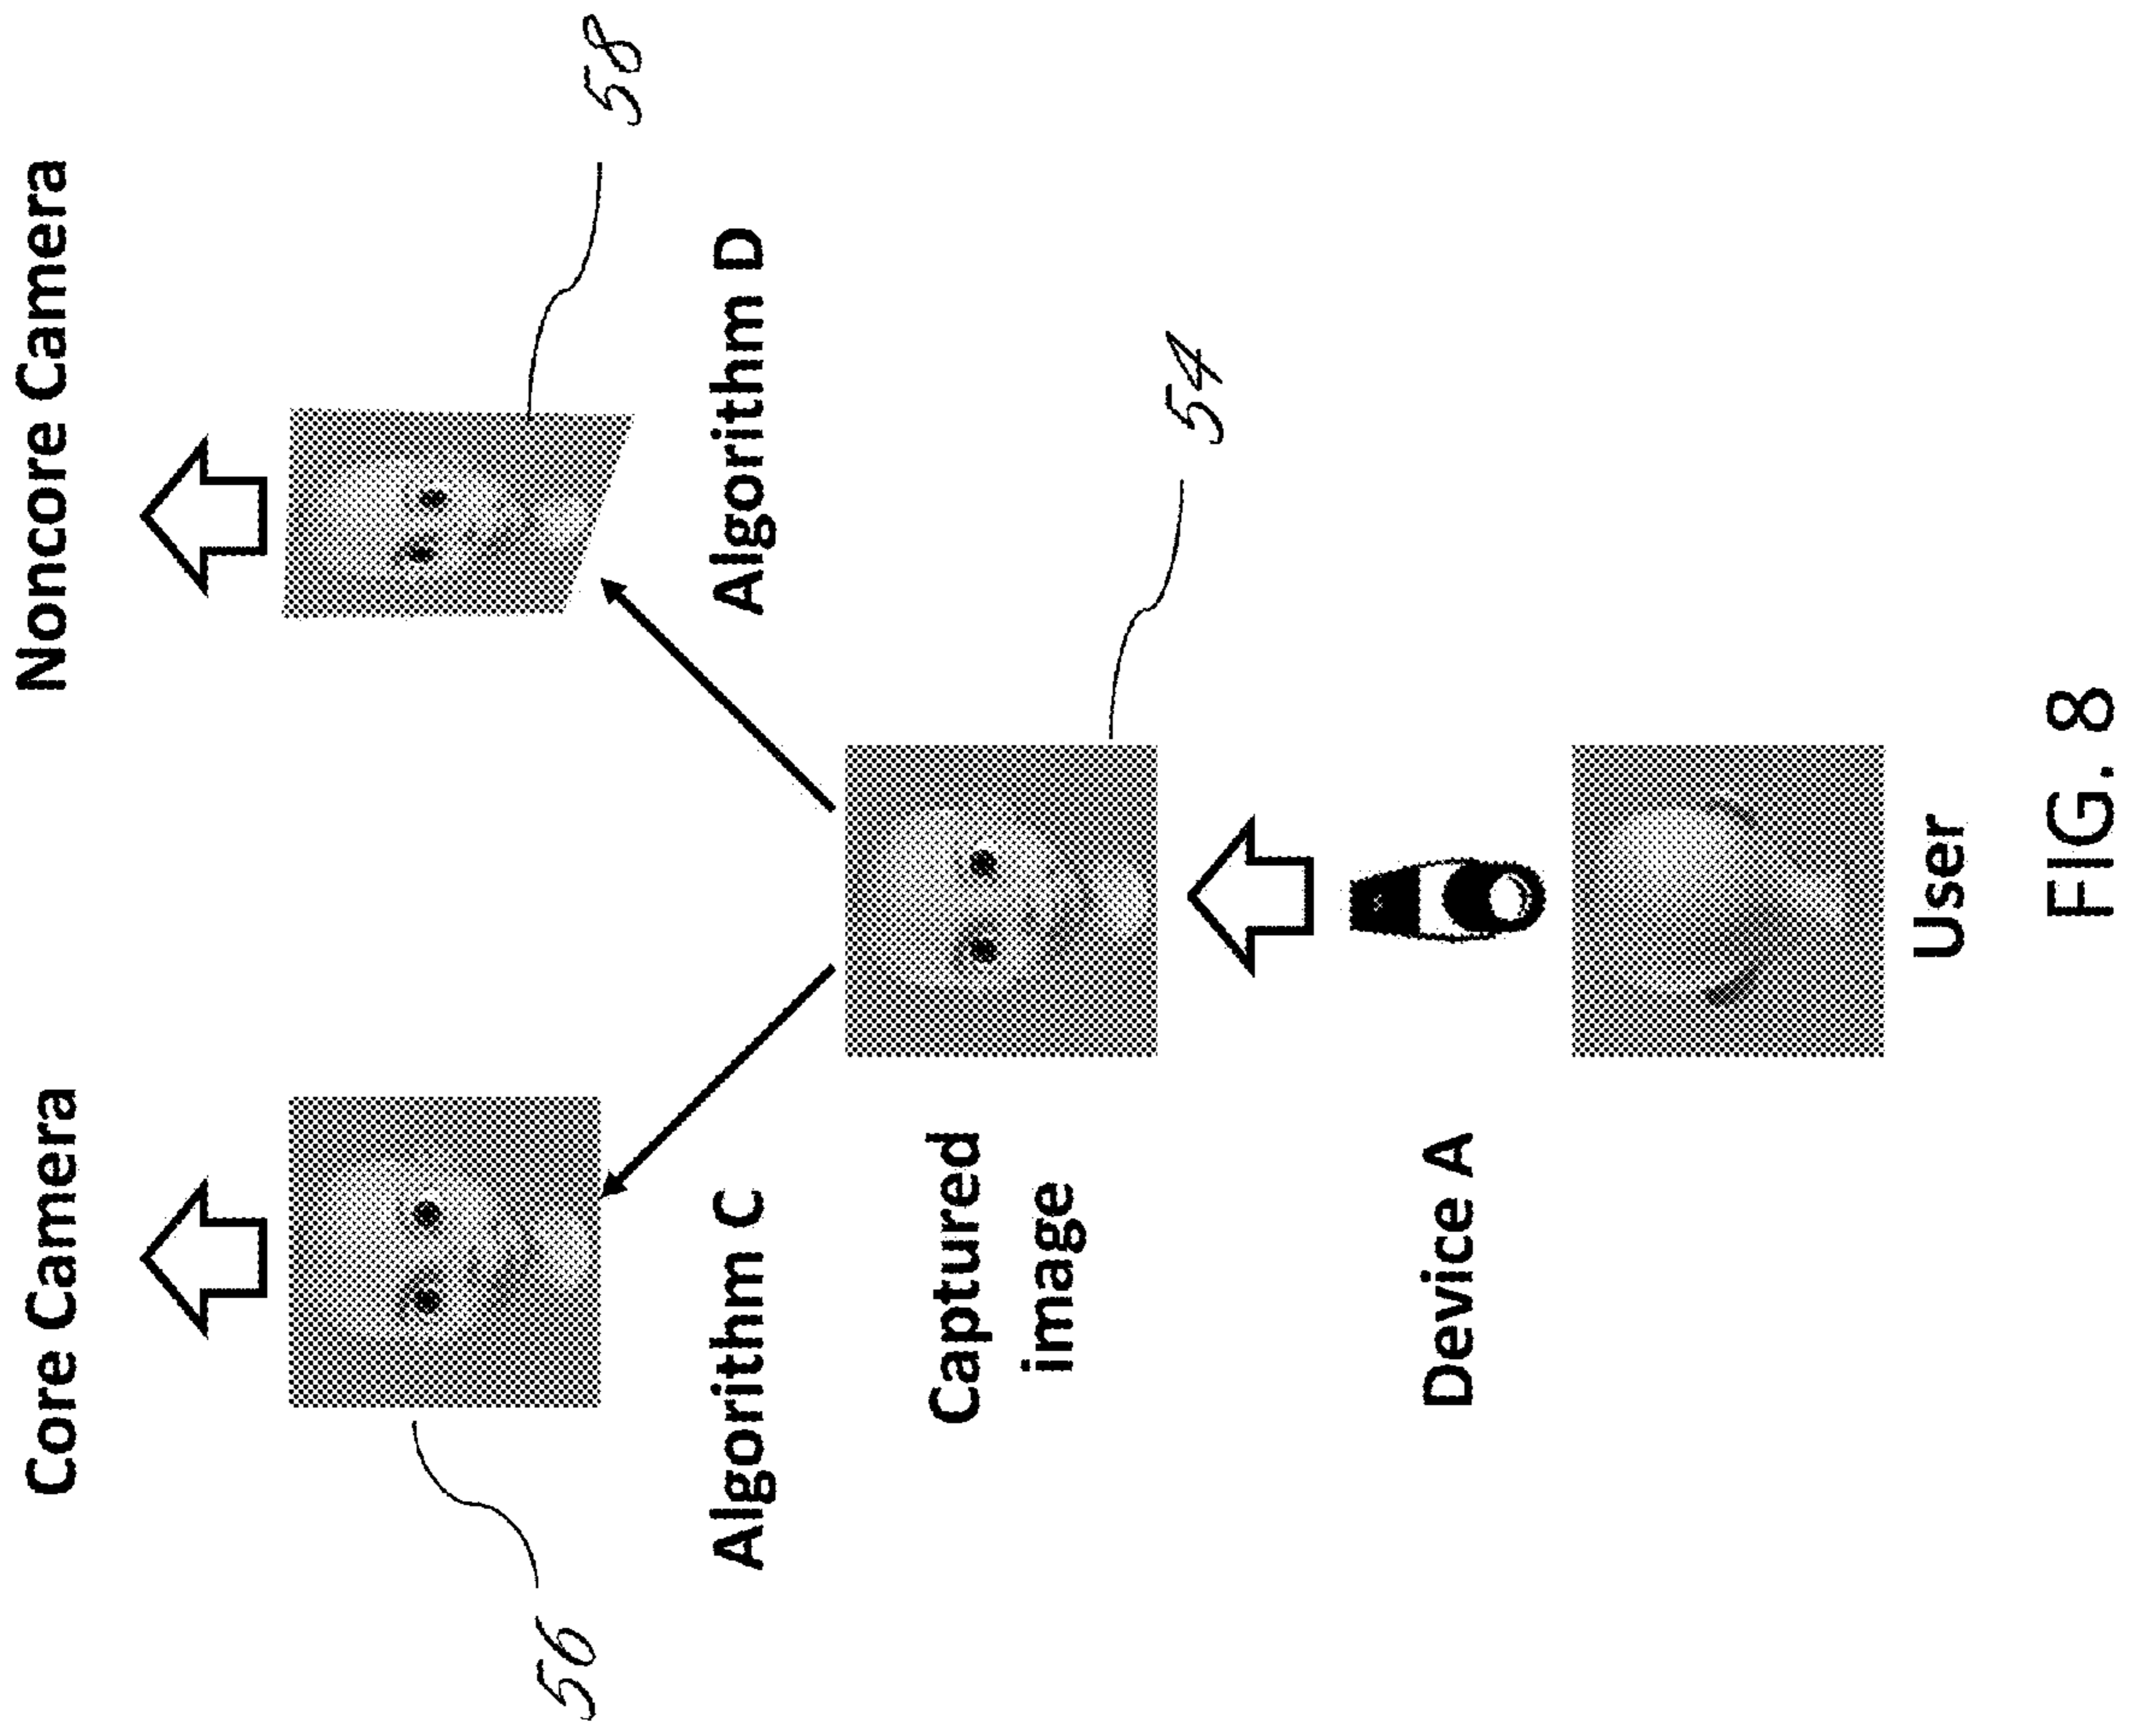 Core Camera
Noncore Camera
58
56
Algorithm C
Algorithm D
54
Captured
image
Device A
User
FIG. 8